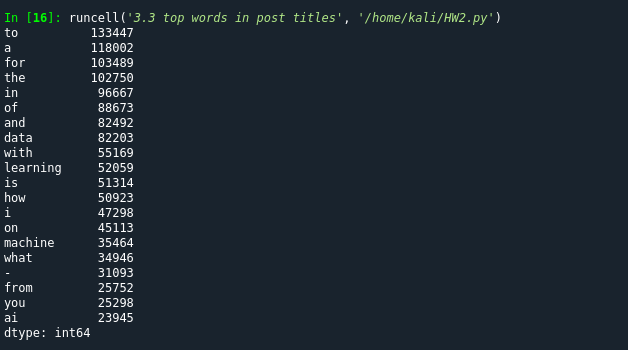 In [16]: runcell('3.3 top words in post titles', '/home/kali/HW2.py')
to          133447
a           118002
for         103489
the         102750
in           96667
of           88673
and          82492
data         82203
with         55169
learning     52059
is           51314
how          50923
i            47298
on           45113
machine      35464
what         34946
-            31093
from         25752
you          25298
ai           23945
dtype: int64